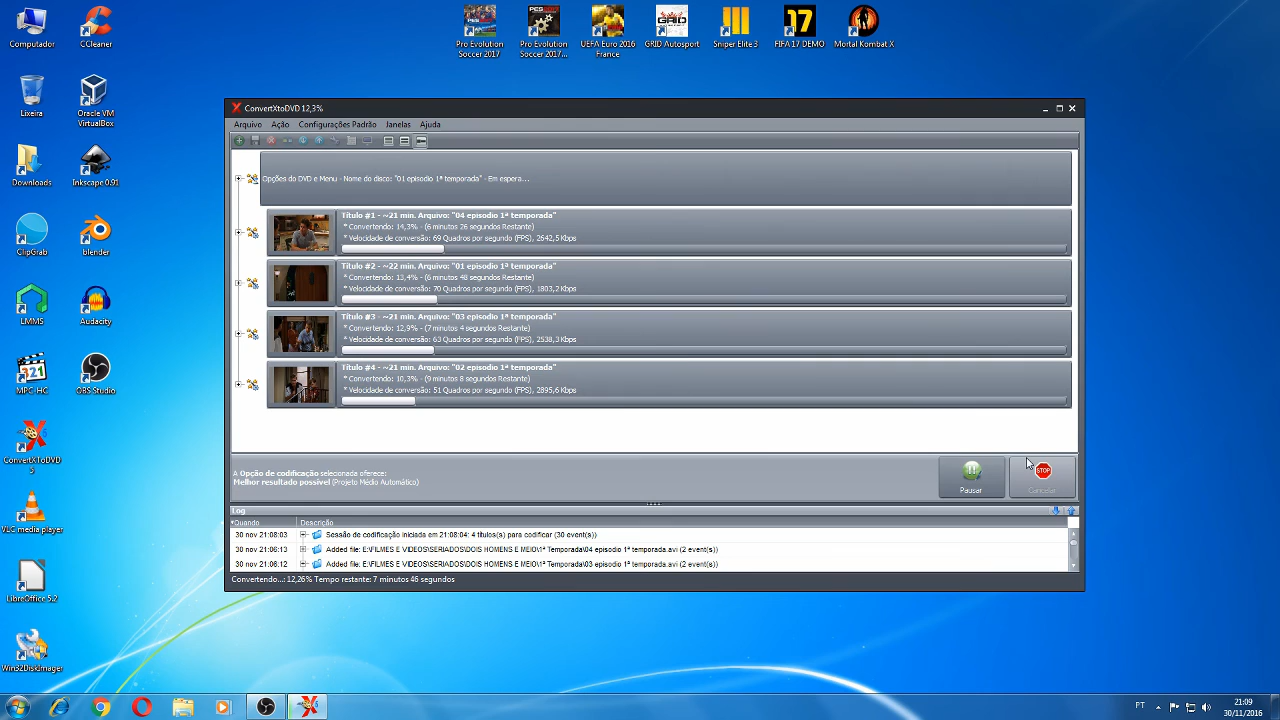 Computador
CCleaner
Pro Evolution
Soccer 2017
Pro Evolution
Soccer 2017...
UEFA Euro 2016
France
GRID Autosport
Sniper Elite 3
FIFA 17 DEMO
Mortal Kombat X
Lixeira
Oracle VM
VirtualBox
Downloads
Inkscape 0.91
ClipGrab
blender
LMMS
Audacity
MPC-HC
OBS Studio
ConvertXToDVD
5
VLC media player
LibreOffice 5.2
Win32DiskImager
ConvertXtoDVD 12,3%
Arquivo Ação Configurações Padrão Janelas Ajuda
Opções do DVD e Menu - Nome do disco: "01 episodio 1ª temporada" - Em espera...
Título #1 - ~21 min. Arquivo: "04 episodio 1ª temporada"
* Convertendo: 14,3% - (6 minutos 26 segundos Restante)
* Velocidade de conversão: 69 Quadros por segundo (FPS), 2642,5 Kbps
Título #2 - ~22 min. Arquivo: "01 episodio 1ª temporada"
* Convertendo: 13,4% - (6 minutos 48 segundos Restante)
* Velocidade de conversão: 70 Quadros por segundo (FPS), 1803,2 Kbps
Título #3 - ~21 min. Arquivo: "03 episodio 1ª temporada"
* Convertendo: 12,9% - (7 minutos 4 segundos Restante)
* Velocidade de conversão: 63 Quadros por segundo (FPS), 2538,3 Kbps
Título #4 - ~21 min. Arquivo: "02 episodio 1ª temporada"
* Convertendo: 10,3% - (9 minutos 8 segundos Restante)
* Velocidade de conversão: 51 Quadros por segundo (FPS), 2895,6 Kbps
A Opção de codificação selecionada oferece:
Melhor resultado possível (Projeto Médio Automático)
Pausar
STOP
Cancelar
Log
Quando Descrição
30 nov 21:08:03 Sessão de codificação iniciada em 21:08:04: 4 títulos(s) para codificar (30 event(s))
30 nov 21:06:13 Added file: E:\FILMES E VIDEOS\SERIADOS\DOIS HOMENS E MEIO\1ª Temporada\04 episodio 1ª temporada.avi (2 event(s))
30 nov 21:06:12 Added file: E:\FILMES E VIDEOS\SERIADOS\DOIS HOMENS E MEIO\1ª Temporada\03 episodio 1ª temporada.avi (2 event(s))
Convertendo...: 12,26% Tempo restante: 7 minutos 46 segundos
PT
21:09
30/11/2016